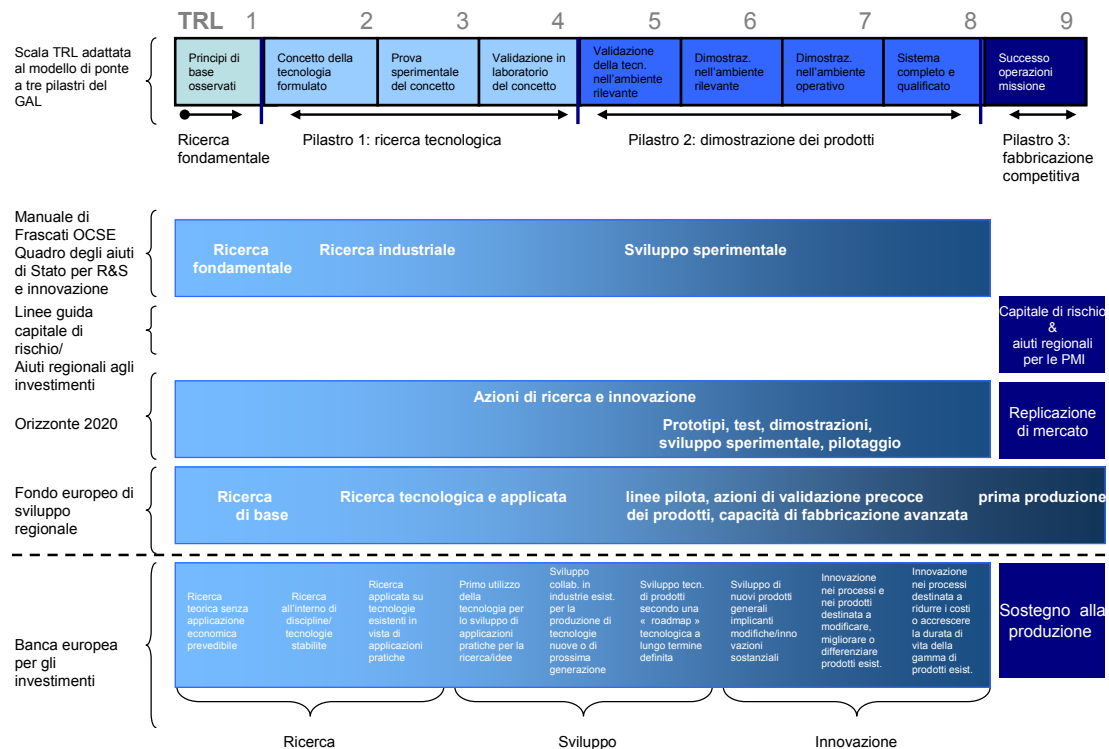 TRL 1 2 3 4 5 6 7 8 9
Scala TRL adattata
al modello di ponte
a tre pilastri del
GAL
Principi di
base
osservati
Concetto della
tecnologia
formulato
Prova
sperimentale
del concetto
Validazione in
laboratorio
del concetto
Validazione
della tecn.
nell'ambiente
rilevante
Dimostraz.
nell'ambiente
rilevante
Dimostraz.
nell'ambiente
operativo
Sistema
completo e
qualificato
Successo
operazioni
missione
Ricerca
fondamentale
Pilastro 1: ricerca tecnologica
Pilastro 2: dimostrazione dei prodotti
Pilastro 3:
fabbricazione
competitiva
Manuale di
Frascati OCSE
Quadro degli aiuti
di Stato per R&S
e innovazione
Ricerca
fondamentale
Ricerca industriale
Sviluppo sperimentale
Linee guida
capitale di
rischio/
Aiuti regionali agli
investimenti
Capitale di rischio
&
aiuti regionali
per le PMI
Orizzonte 2020
Azioni di ricerca e innovazione
Prototipi, test, dimostrazioni,
sviluppo sperimentale, pilotaggio
Replicazione
di mercato
Fondo europeo di
sviluppo
regionale
Ricerca
di base
Ricerca tecnologica e applicata
linee pilota, azioni di validazione precoce
dei prodotti, capacità di fabbricazione avanzata
prima produzione
Banca europea
per gli
investimenti
Ricerca
teorica senza
applicazione
economica
prevedibile
Ricerca
all'interno di
discipline/
tecnologie
stabilite
Ricerca
applicata su
tecnologie
esistenti in
vista di
applicazioni
pratiche
Primo utilizzo
della
tecnologia per
lo sviluppo di
applicazioni
pratiche per la
ricerca/idee
Sviluppo
collab. in
industrie esist.
per la
produzione di
tecnologie
nuove o di
prossima
generazione
Sviluppo tecn.
di prodotti
secondo una
« roadmap »
tecnologica a
lungo termine
definita
Sviluppo di
nuovi prodotti
generali
implicanti
modifiche/inno
vazioni
sostanziali
Innovazione
nei processi e
nei prodotti
destinata a
modificare,
migliorare o
differenziare
prodotti esist.
Innovazione
nei processi
destinata a
ridurre i costi
o accrescere
la durata di
vita della
gamma di
prodotti esist.
Sostegno alla
produzione
Ricerca
Sviluppo
Innovazione